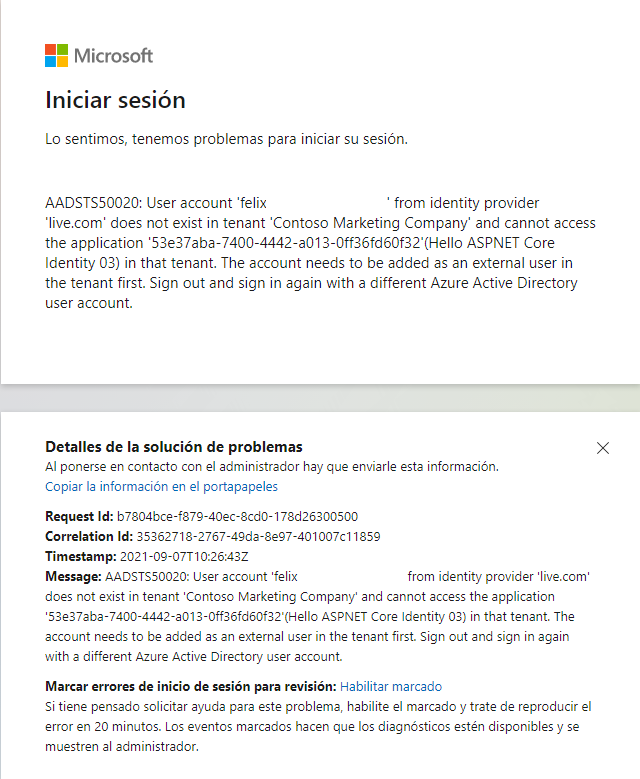 Microsoft
Iniciar sesión
Lo sentimos, tenemos problemas para iniciar su sesión.
AADSTS50020: User account 'felix ' from identity provider
'live.com' does not exist in tenant 'Contoso Marketing Company' and cannot access
the application '53e37aba-7400-4442-a013-0ff36fd60f32'(Hello ASPNET Core
Identity 03) in that tenant. The account needs to be added as an external user in
the tenant first. Sign out and sign in again with a different Azure Active Directory
user account.
Detalles de la solución de problemas
Al ponerse en contacto con el administrador hay que enviarle esta información.
Copiar la información en el portapapeles
Request Id: b7804bce-f879-40ec-8cd0-178d26300500
Correlation Id: 35362718-2767-49da-8e97-401007c11859
Timestamp: 2021-09-07T10:26:43Z
Message: AADSTS50020: User account 'felix from identity provider 'live.com'
does not exist in tenant 'Contoso Marketing Company' and cannot access the application
'53e37aba-7400-4442-a013-0ff36fd60f32'(Hello ASPNET Core Identity 03) in that tenant. The
account needs to be added as an external user in the tenant first. Sign out and sign in again
with a different Azure Active Directory user account.
Marcar errores de inicio de sesión para revisión: Habilitar marcado
Si tiene pensado solicitar ayuda para este problema, habilite el marcado y trate de reproducir el
error en 20 minutos. Los eventos marcados hacen que los diagnósticos estén disponibles y se
muestren al administrador.